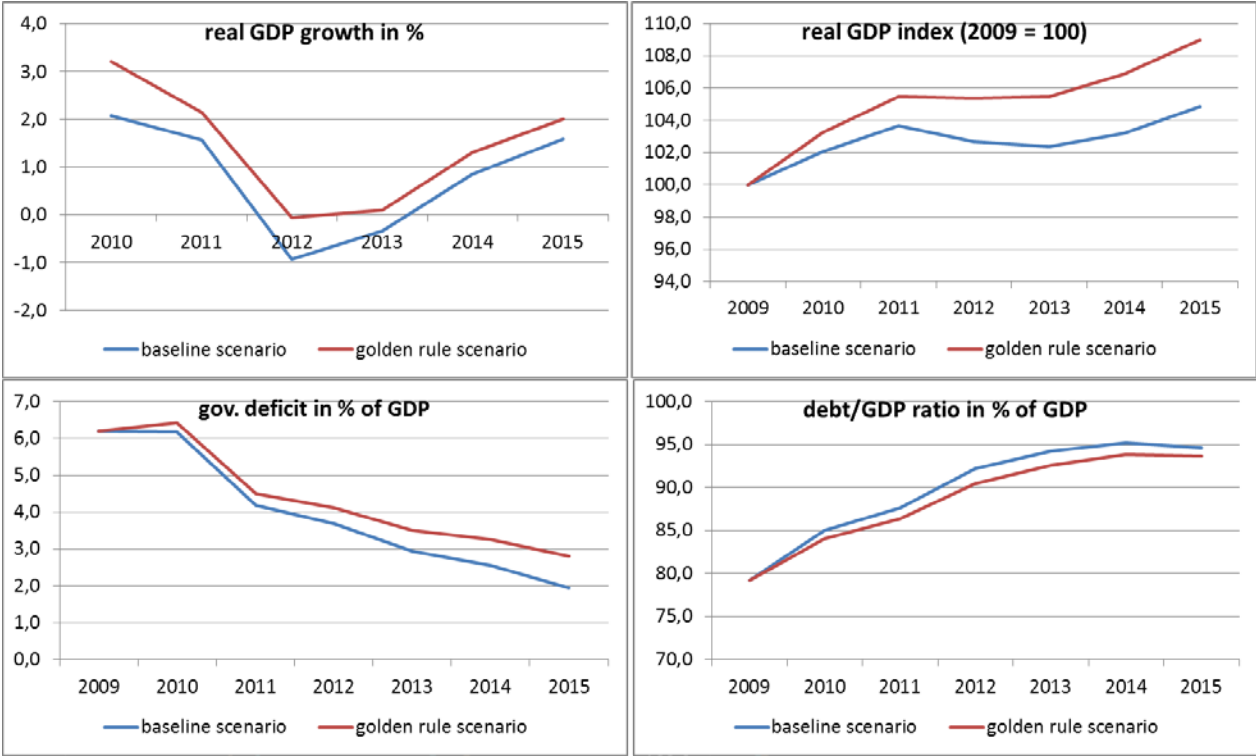 real GDP growth in %
4,0
3,0
2,0
1,0
0,0
-1,0
-2,0
2010 2011 2012 2013 2014 2015
baseline scenario golden rule scenario
real GDP index (2009 = 100)
110,0
108,0
106,0
104,0
102,0
100,0
98,0
96,0
94,0
2009 2010 2011 2012 2013 2014 2015
baseline scenario golden rule scenario
gov. deficit in % of GDP
7,0
6,0
5,0
4,0
3,0
2,0
1,0
0,0
2009 2010 2011 2012 2013 2014 2015
baseline scenario golden rule scenario
debt/GDP ratio in % of GDP
100,0
95,0
90,0
85,0
80,0
75,0
70,0
2009 2010 2011 2012 2013 2014 2015
baseline scenario golden rule scenario